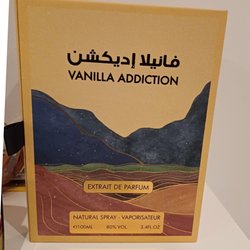 فانيلا إديكشن
VANILLA ADDICTION
EXTRAIT DE PARFUM
NATURAL SPRAY - VAPORISATEUR
℮100ML 80% VOL 3.4FL.OZ